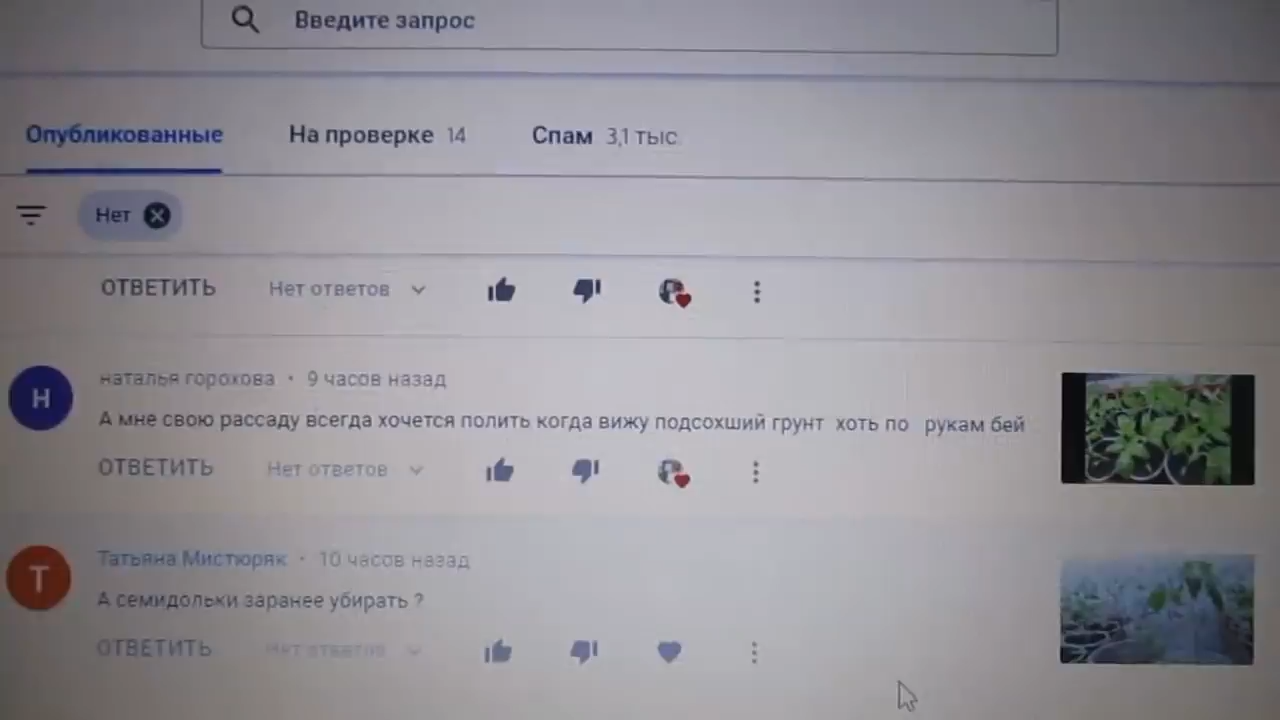 Введите запрос
Опубликованные На проверке 14 Спам 3,1 тыс.
Нет
ОТВЕТИТЬ Нет ответов
Н наталья горохова · 9 часов назад
А мне свою рассаду всегда хочется полить когда вижу подсохший грунт хоть по рукам бей
ОТВЕТИТЬ Нет ответов
Т Татьяна Мистюряк · 10 часов назад
А семидольки заранее убирать ?
ОТВЕТИТЬ Нет ответов